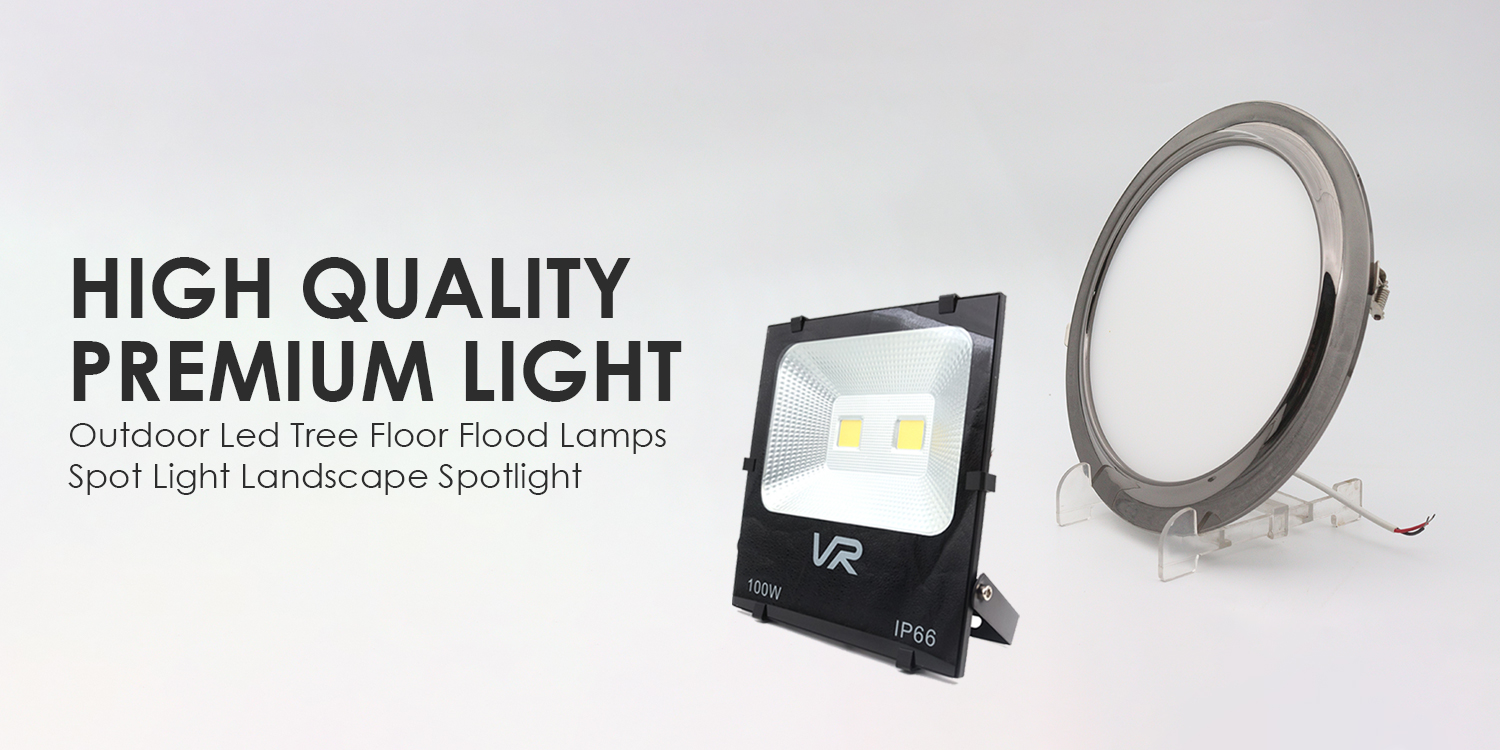 HIGH QUALITY
PREMIUM LIGHT
Outdoor Led Tree Floor Flood Lamps
Spot Light Landscape Spotlight
VR
100W
IP66